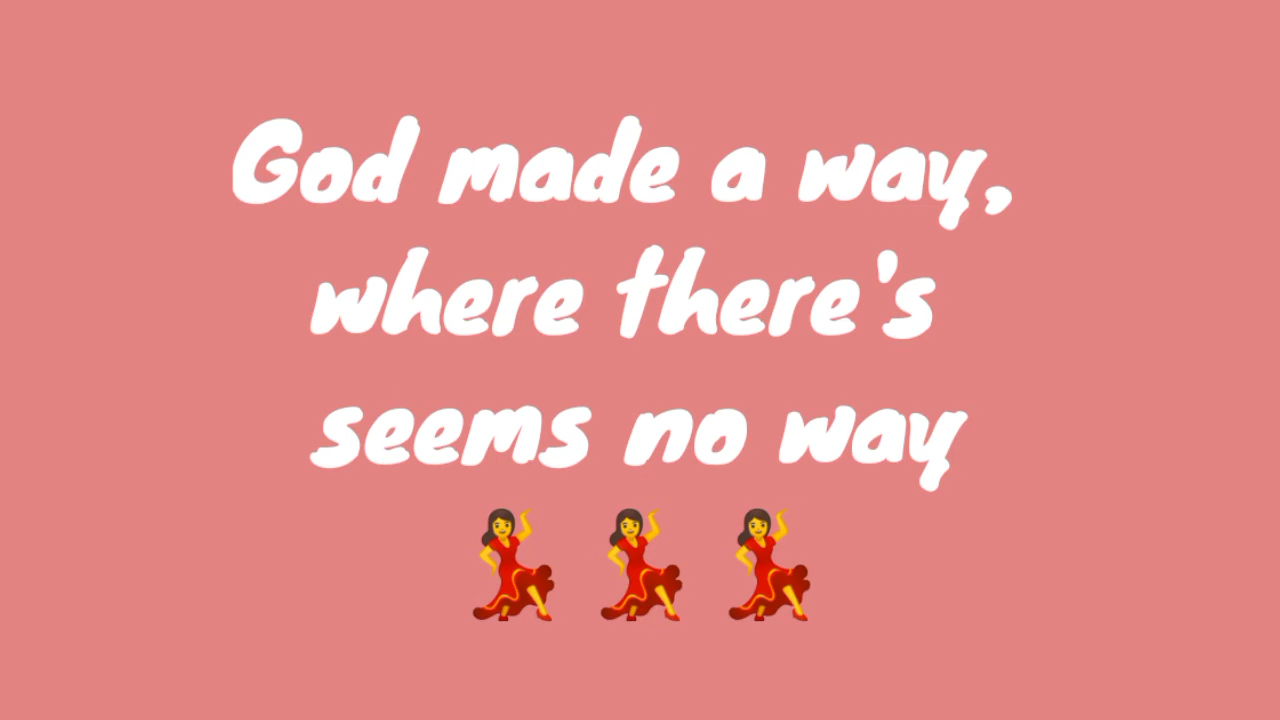 God made a way,
where there's
seems no way
💃 💃 💃